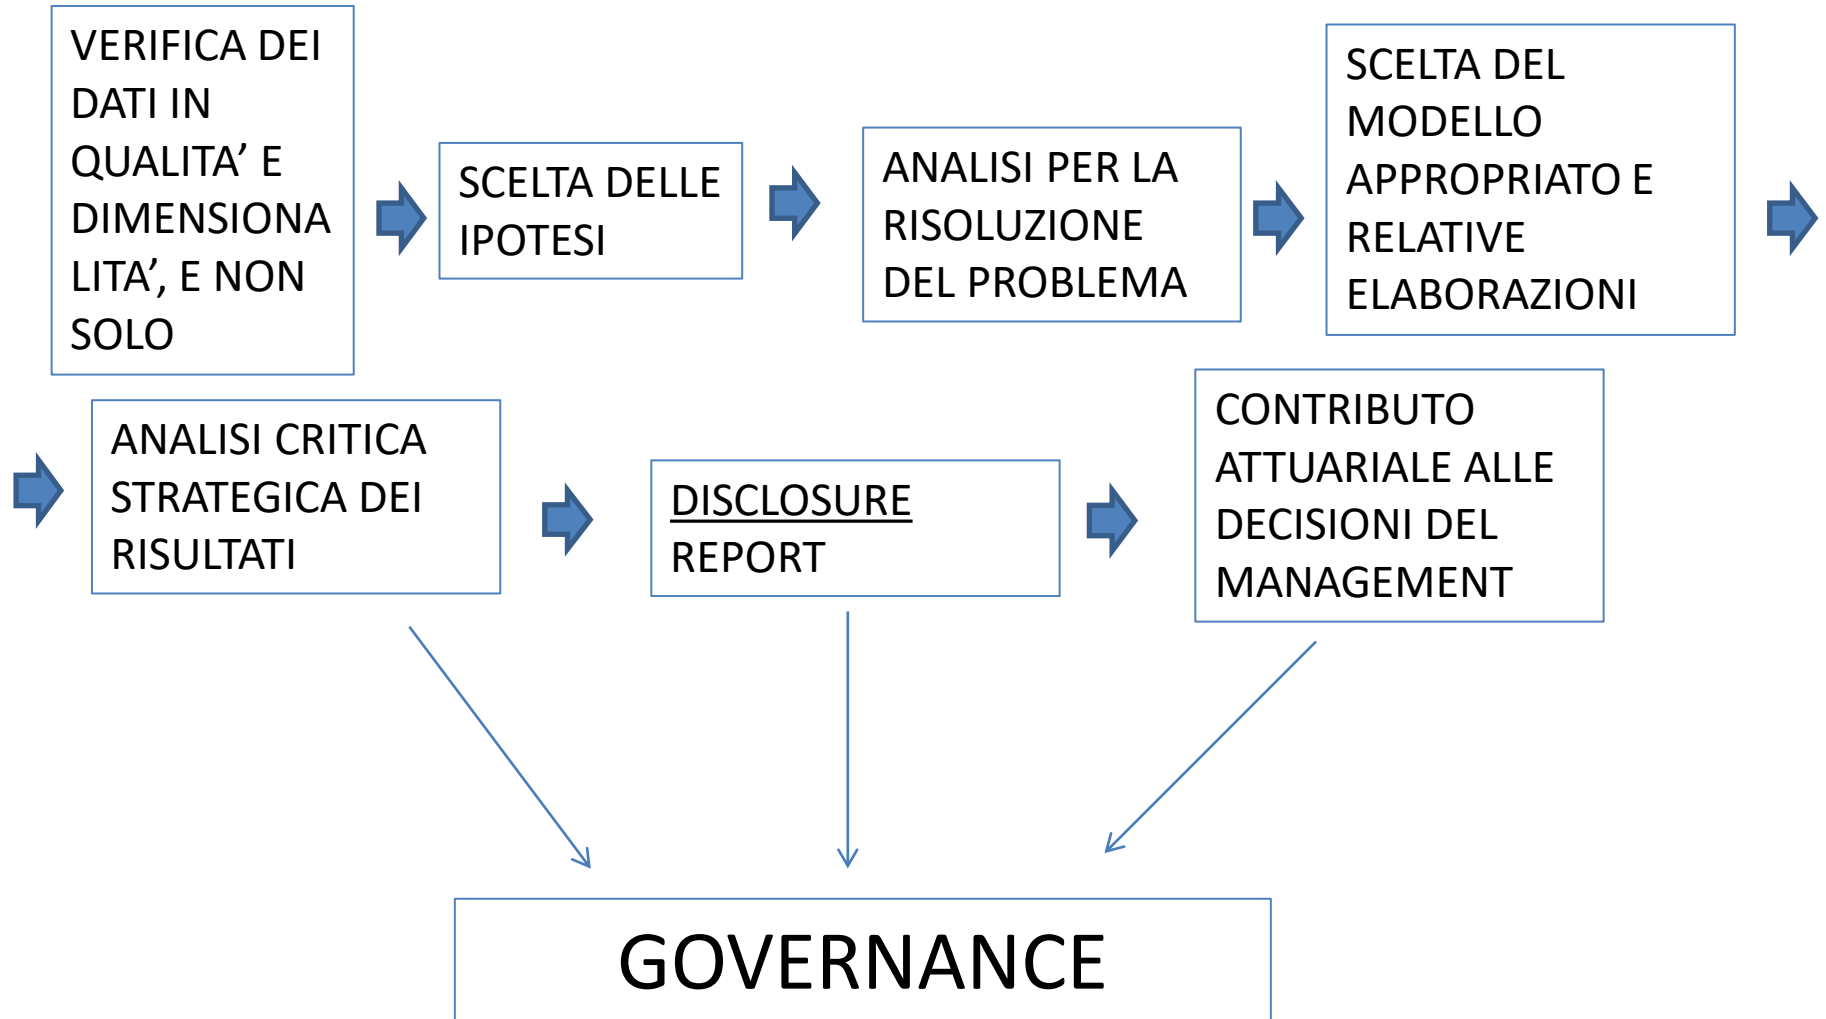 VERIFICA DEI
DATI IN
QUALITA’ E
DIMENSIONA
LITA’, E NON
SOLO
SCELTA DELLE
IPOTESI
ANALISI PER LA
RISOLUZIONE
DEL PROBLEMA
SCELTA DEL
MODELLO
APPROPRIATO E
RELATIVE
ELABORAZIONI
ANALISI CRITICA
STRATEGICA DEI
RISULTATI
DISCLOSURE
REPORT
CONTRIBUTO
ATTUARIALE ALLE
DECISIONI DEL
MANAGEMENT
GOVERNANCE